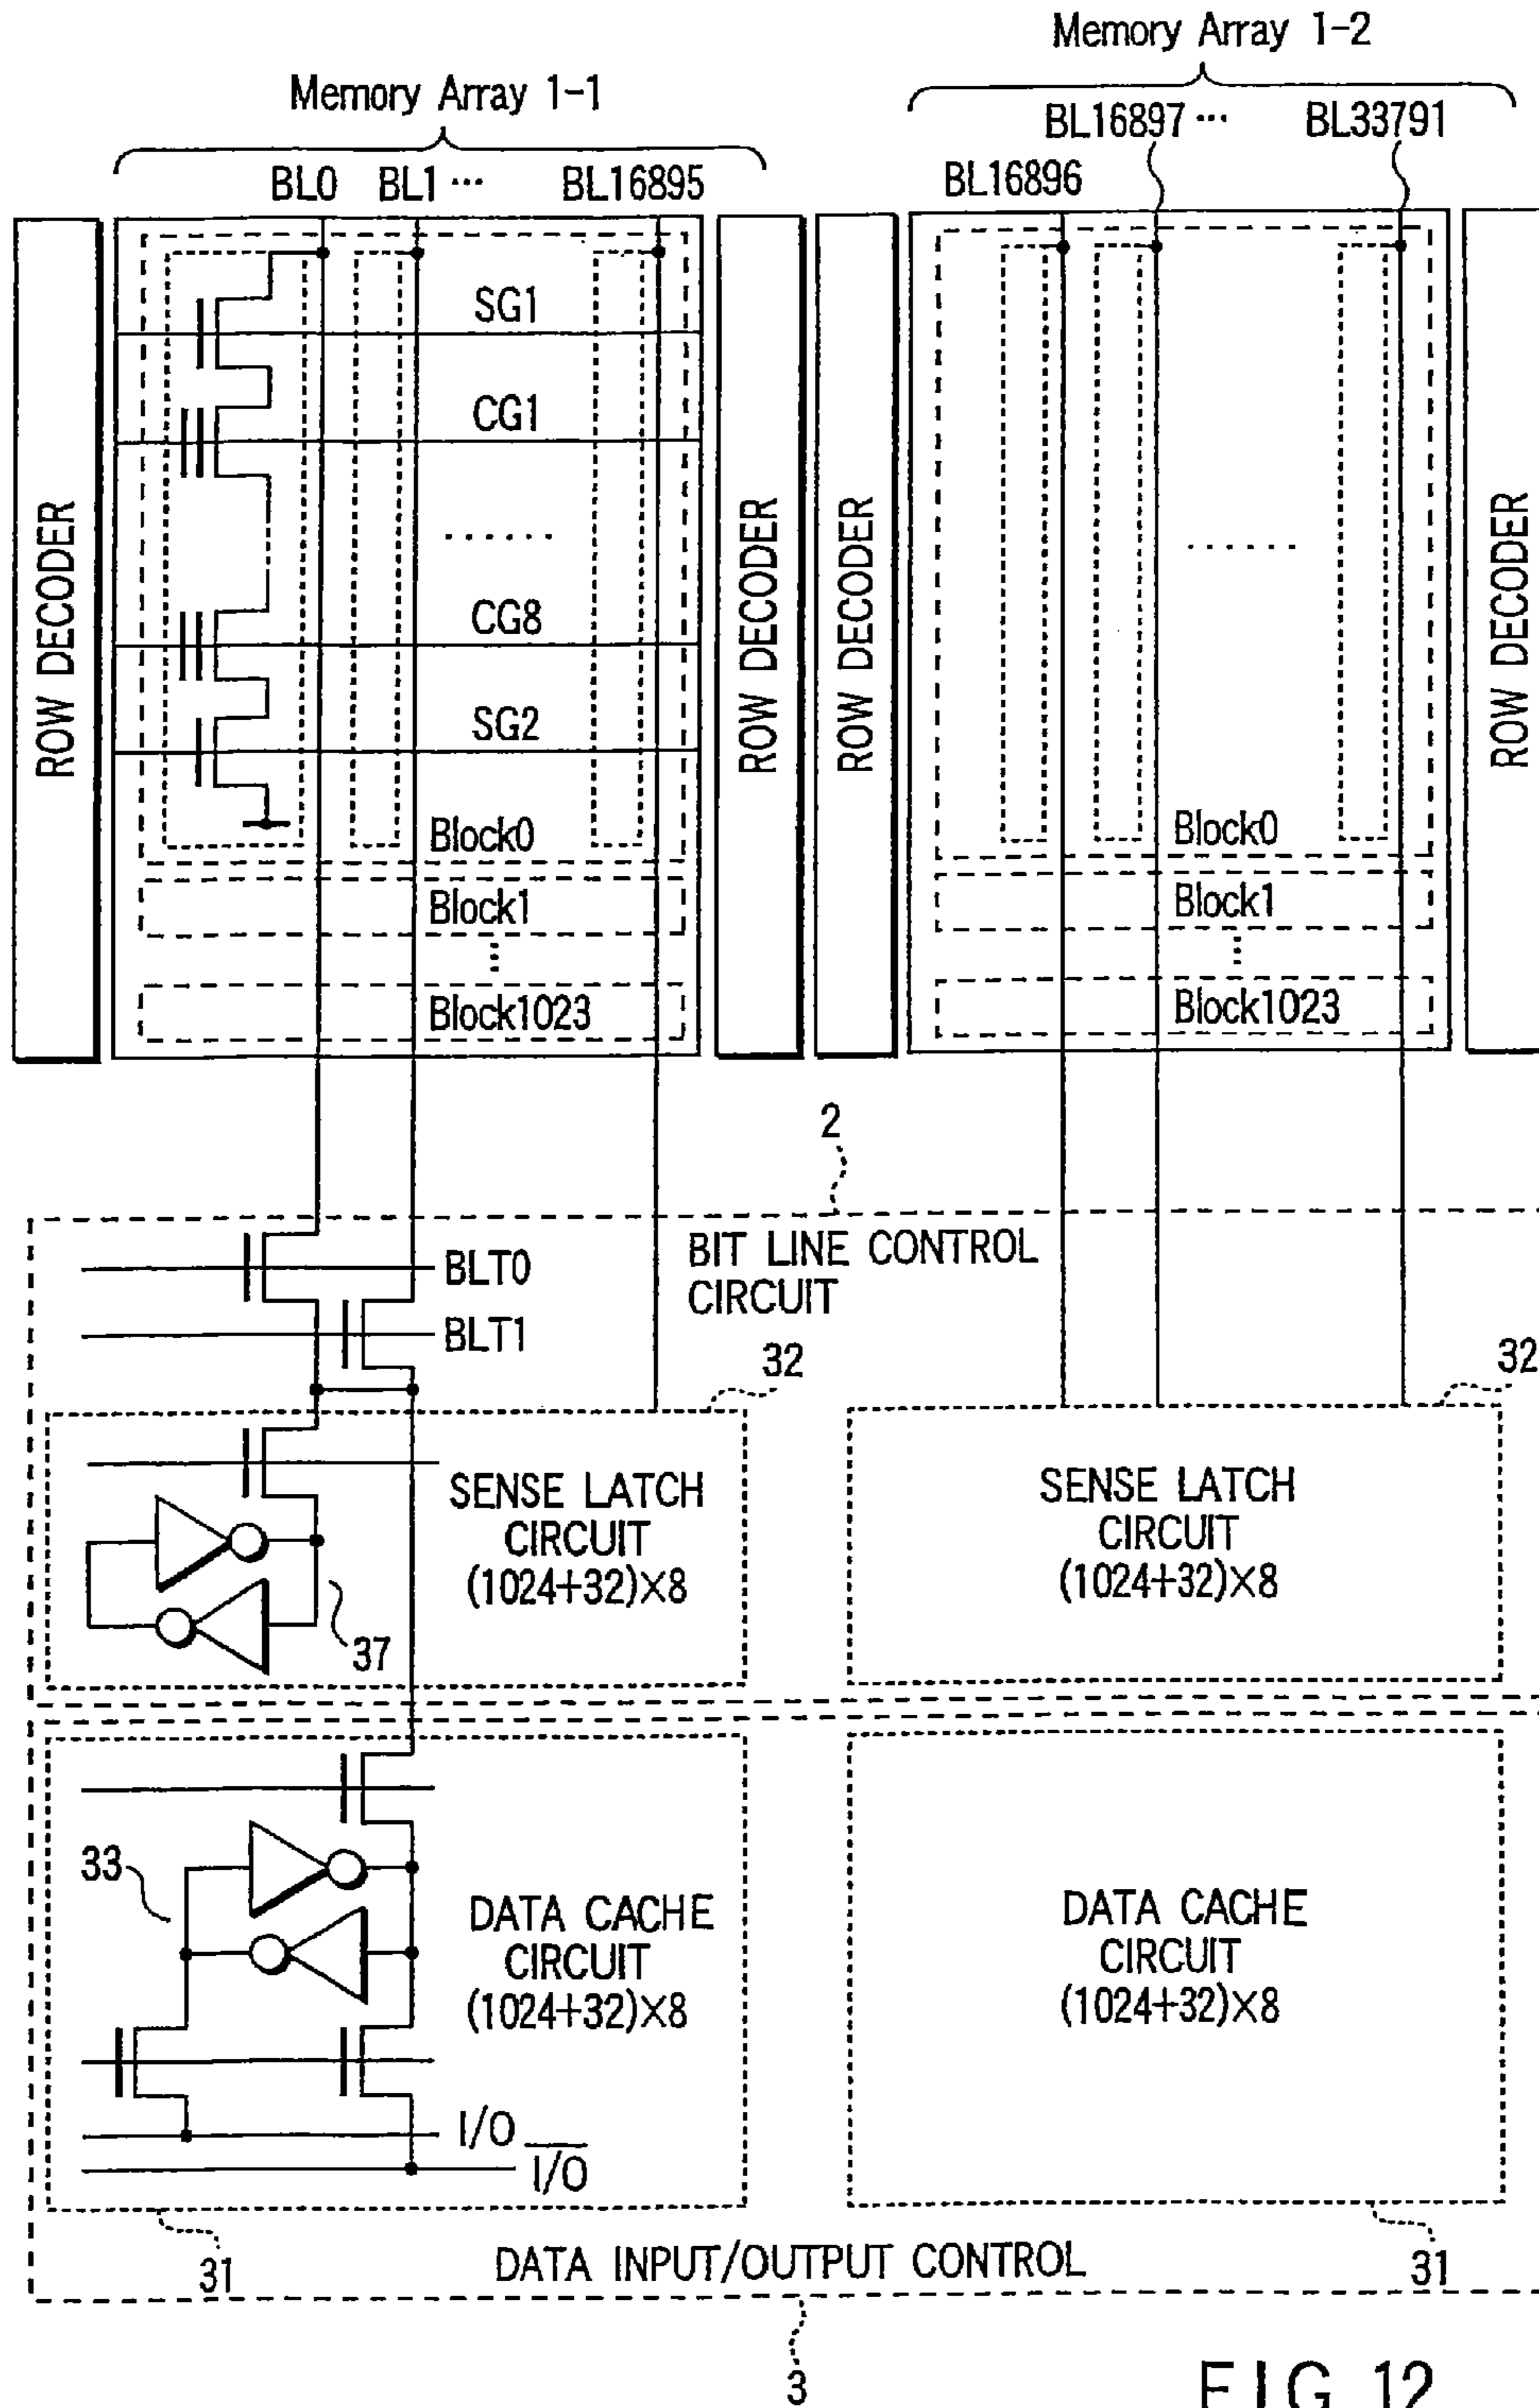 Memory Array 1-2
Memory Array 1-1
BL16897 ...
BL33791
BL0
BL1 ...
BL16895
BL16896
ROW DECODER
SG1
CG1
......
CG8
SG2
Block0
Block1
Block1023
ROW DECODER
ROW DECODER
......
Block0
Block1
Block1023
ROW DECODER
2
BIT LINE CONTROL
CIRCUIT
BLT0
BLT1
32
32
SENSE LATCH
CIRCUIT
(1024+32)×8
37
SENSE LATCH
CIRCUIT
(1024+32)×8
33
DATA CACHE
CIRCUIT
(1024+32)×8
DATA CACHE
CIRCUIT
(1024+32)×8
I/O
I/O
31
DATA INPUT/OUTPUT CONTROL
31
3
FIG. 12